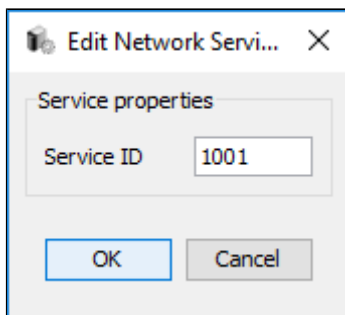 Edit Network Servi...
Service properties
Service ID 1001
OK Cancel